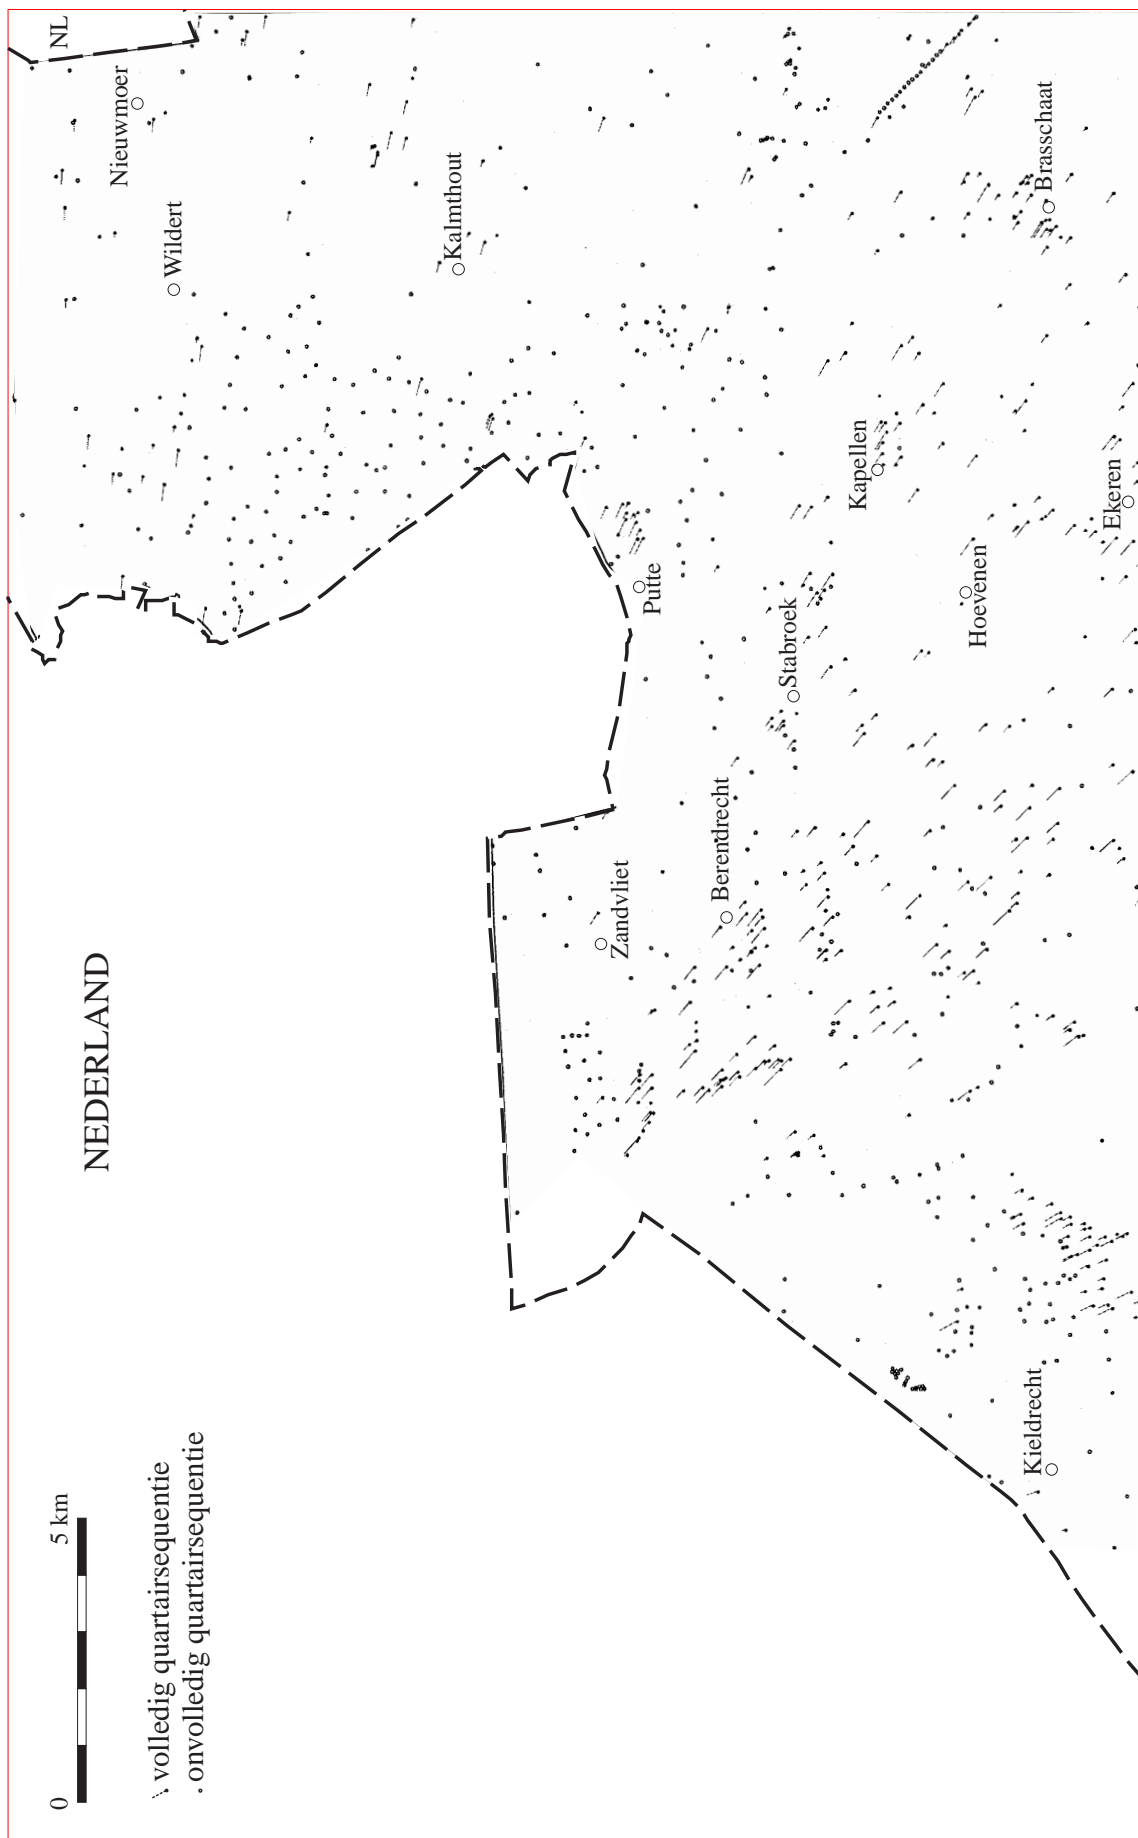 0 5 km
volledig quartairsequentie
onvolledig quartairsequentie
NEDERLAND
NL
Nieuwmoer
Wildert
Kalmthout
Putte
Zandvliet
Berendrecht
Stabroek
Kapellen
Hoevenen
Brasschaat
Ekeren
Kieldrecht